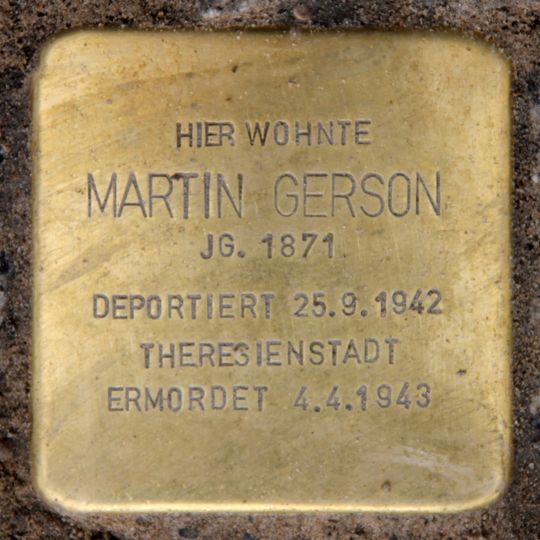 HIER WOHNTE
MARTIN GERSON
JG. 1871
DEPORTIERT 25.9.1942
THERESIENSTADT
ERMORDET 4.4.1943